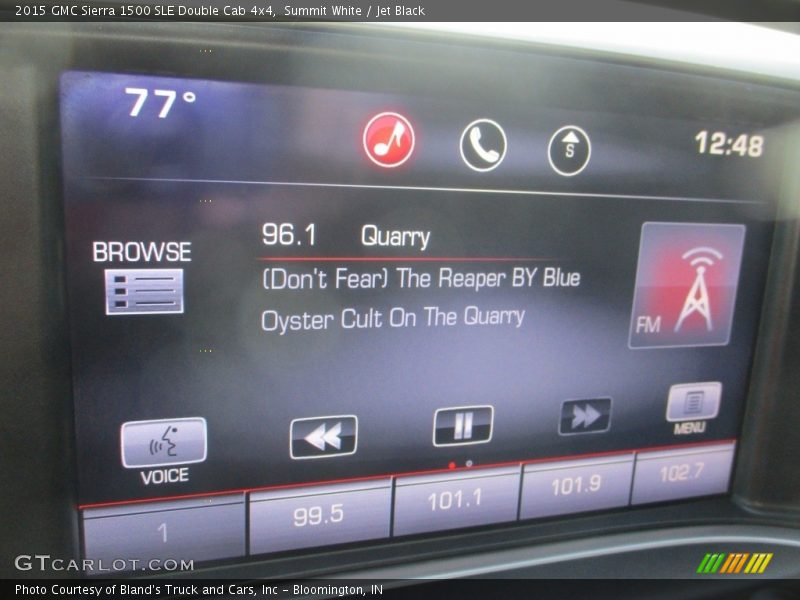 2015 GMC Sierra 1500 SLE Double Cab 4x4, Summit White / Jet Black
77°
S
12:48
BROWSE
96.1 Quarry
(Don't Fear) The Reaper BY Blue
Oyster Cult On The Quarry
FM
VOICE
MENU
1
99.5
101.1
101.9
102.7
GTCARLOT.COM
Photo Courtesy of Bland's Truck and Cars, Inc – Bloomington, IN